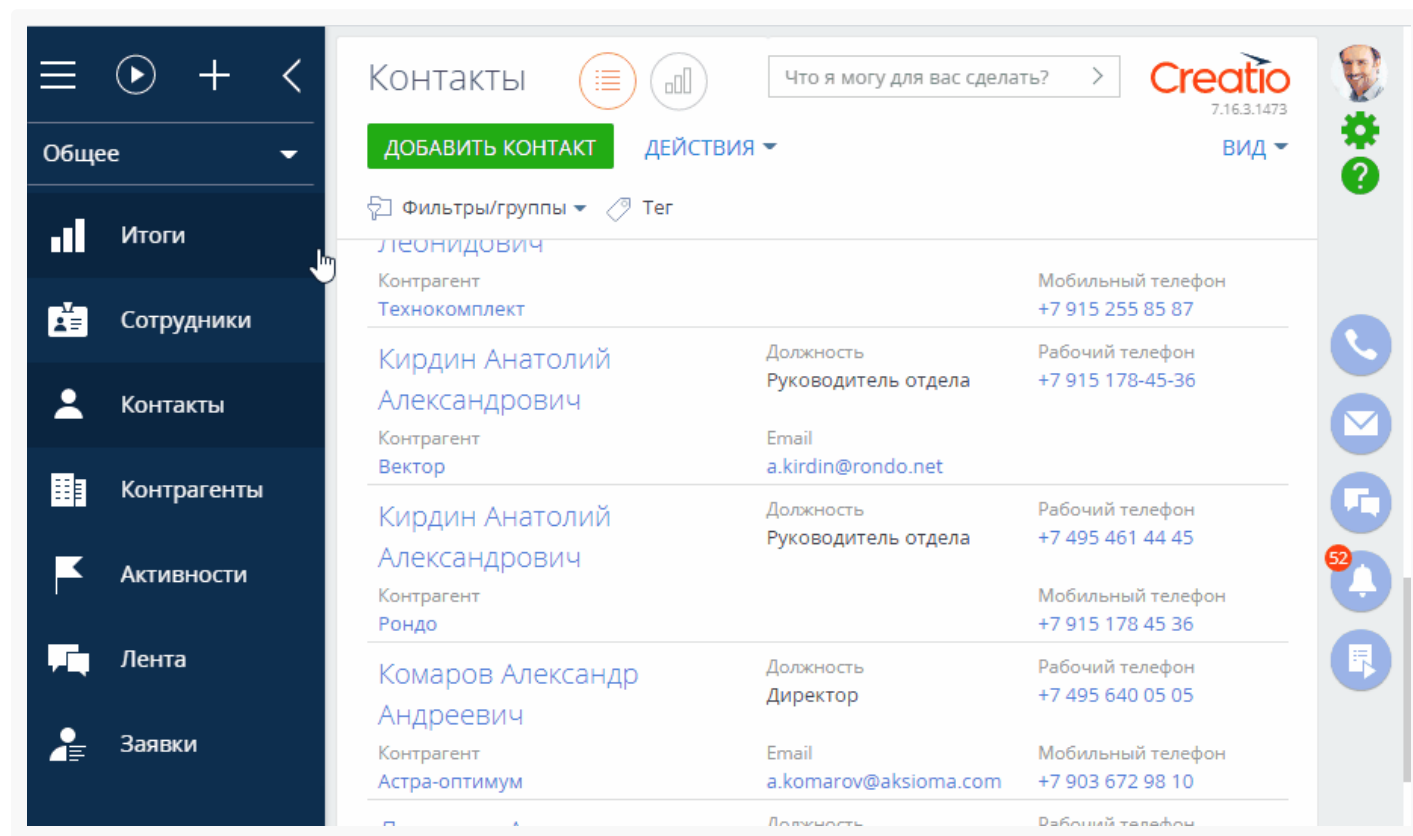 Контакты
Что я могу для вас сделать?
Creatio
7.16.3.1473
Общее
ДОБАВИТЬ КОНТАКТ
ДЕЙСТВИЯ
ВИД
Фильтры/группы
Тег
Итоги
Сотрудники
Контакты
Контрагенты
Активности
Лента
Заявки
Леонидович
Контрагент
Мобильный телефон
Технокомплект
+7 915 255 85 87
Кирдин Анатолий
Александрович
Должность
Рабочий телефон
Руководитель отдела
+7 915 178-45-36
Контрагент
Email
Вектор
a.kirdin@rondo.net
Кирдин Анатолий
Александрович
Должность
Рабочий телефон
Руководитель отдела
+7 495 461 44 45
Контрагент
Мобильный телефон
Рондо
+7 915 178 45 36
Комаров Александр
Андреевич
Должность
Рабочий телефон
Директор
+7 495 640 05 05
Контрагент
Email
Мобильный телефон
Астра-оптимум
a.komarov@aksioma.com
+7 903 672 98 10
Должность
Рабочий телефон
52